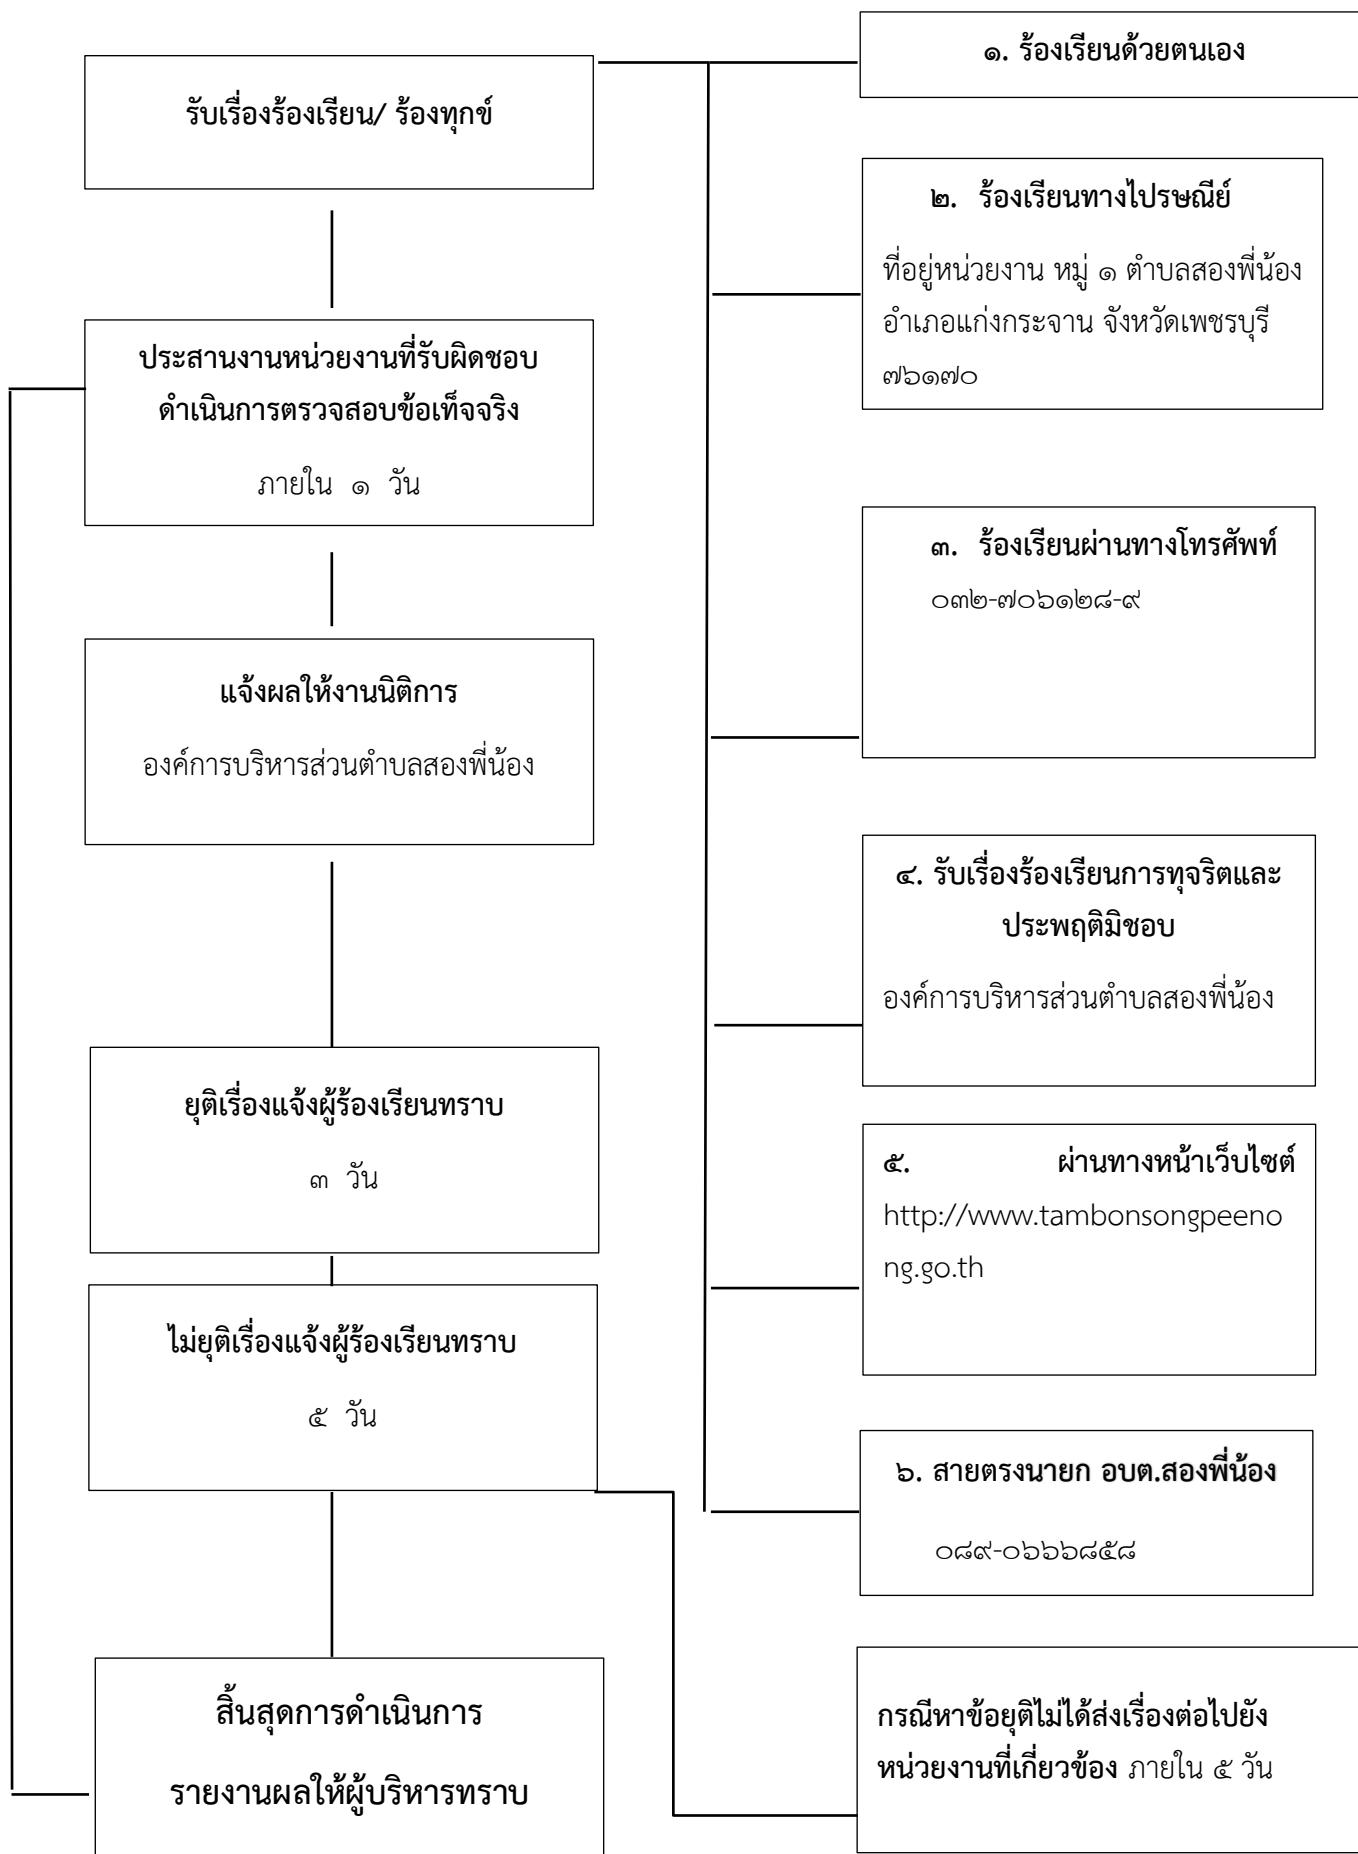 รับเรื่องร้องเรียน/ ร้องทุกข์
ประสานงานหน่วยงานที่รับผิดชอบ
ดำเนินการตรวจสอบข้อเท็จจริง
ภายใน ๑ วัน
แจ้งผลให้งานนิติการ
องค์การบริหารส่วนตำบลสองพี่น้อง
ยุติเรื่องแจ้งผู้ร้องเรียนทราบ
๓ วัน
ไม่ยุติเรื่องแจ้งผู้ร้องเรียนทราบ
๕ วัน
สิ้นสุดการดำเนินการ
รายงานผลให้ผู้บริหารทราบ
๑. ร้องเรียนด้วยตนเอง
๒. ร้องเรียนทางไปรษณีย์
ที่อยู่หน่วยงาน หมู่ ๑ ตำบลสองพี่น้อง
อำเภอแก่งกระจาน จังหวัดเพชรบุรี
๗๖๑๗๐
๓. ร้องเรียนผ่านทางโทรศัพท์
๐๓๒-๗๐๖๑๒๘-๙
๔. รับเรื่องร้องเรียนการทุจริตและ
ประพฤติมิชอบ
องค์การบริหารส่วนตำบลสองพี่น้อง
๕. ผ่านทางหน้าเว็บไซต์
http://www.tambonsongpeeno
ng.go.th
๖. สายตรงนายก อบต.สองพี่น้อง
๐๘๙-๐๖๖๖๘๕๘
กรณีหาข้อยุติไม่ได้ส่งเรื่องต่อไปยัง
หน่วยงานที่เกี่ยวข้อง ภายใน ๕ วัน